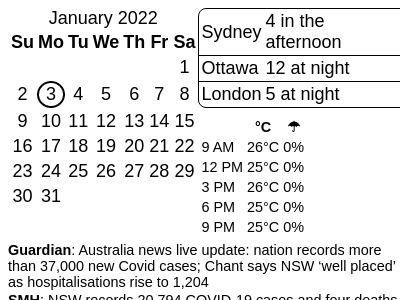 January 2022
Su Mo Tu We Th Fr Sa
1
2 3 4 5 6 7 8
9 10 11 12 13 14 15
16 17 18 19 20 21 22
23 24 25 26 27 28 29
30 31
Sydney 4 in the
afternoon
Ottawa 12 at night
London 5 at night
°C ☂
9 AM 26°C 0%
12 PM 25°C 0%
3 PM 26°C 0%
6 PM 25°C 0%
9 PM 25°C 0%
Guardian: Australia news live update: nation records more
than 37,000 new Covid cases; Chant says NSW ‘well placed’
as hospitalisations rise to 1,204
SMH: NSW records 20,794 COVID-19 cases and four deaths